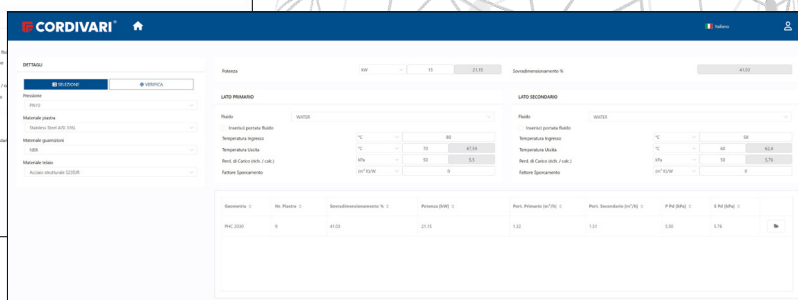 CORDIVARI®
Italiano
DETTAGLI
SELEZIONE VERIFICA
Pressione
PN10
Materiale piastra
Stainless Steel AISI 316L
Materiale guarnizioni
NBR
Materiale telaio
Acciaio strutturale S235JR
Potenza kW 15 21,15 Sovradimensionamento % 41,03
LATO PRIMARIO
Fluido WATER
Inserisci portata fluido
Temperatura Ingresso °C 80
Temperatura Uscita °C 70 67,59
Perd. di Carico (rich. / calc.) kPa 50 5,5
Fattore Sporcamento (m² K)/W 0
LATO SECONDARIO
Fluido WATER
Inserisci portata fluido
Temperatura Ingresso °C 50
Temperatura Uscita °C 60
Perd. di Carico (rich. / calc.) kPa 50 5,76
Fattore Sporcamento (m² K)/W 0
Geometria Nr. Piastre Sovradimensionamento % Potenza [kW] Port. Primario [m³/h] Port. Secondario [m³/h] P Pd [kPa] S Pd [kPa]
PHC 2030 9 41,03 21,15 1,32 1,51 5,50 5,76